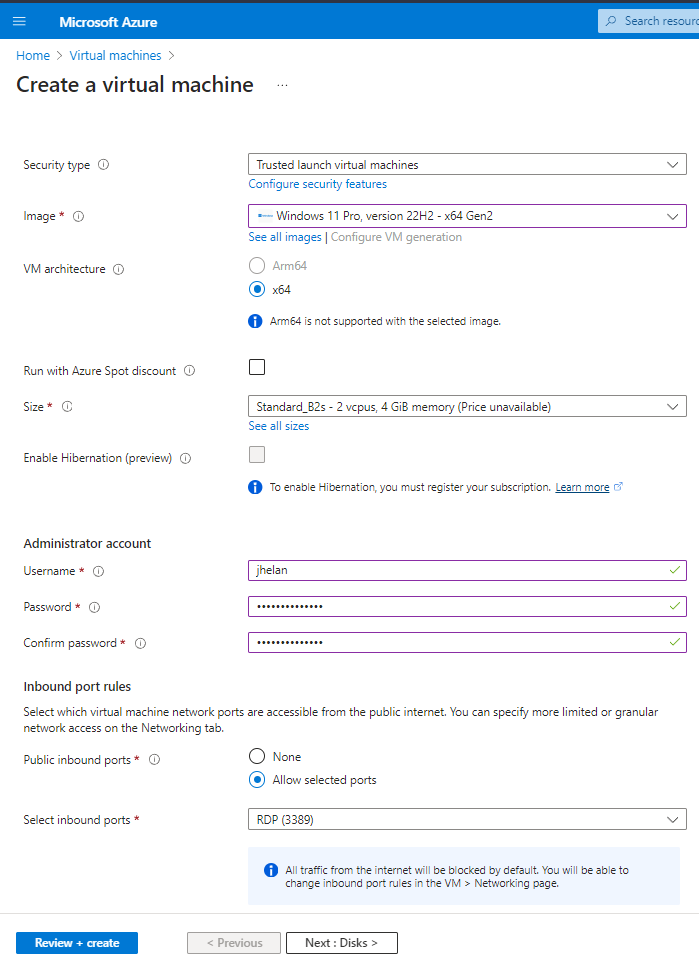 Microsoft Azure
Search resourc
Home > Virtual machines >
Create a virtual machine ...
Security type
Trusted launch virtual machines
Configure security features
Image *
Windows 11 Pro, version 22H2 - x64 Gen2
See all images | Configure VM generation
VM architecture
Arm64
x64
Arm64 is not supported with the selected image.
Run with Azure Spot discount
Size *
Standard_B2s - 2 vcpus, 4 GiB memory (Price unavailable)
See all sizes
Enable Hibernation (preview)
To enable Hibernation, you must register your subscription. Learn more
Administrator account
Username *
jhelan
Password *
••••••••••••••
Confirm password *
••••••••••••••
Inbound port rules
Select which virtual machine network ports are accessible from the public internet. You can specify more limited or granular
network access on the Networking tab.
Public inbound ports *
None
Allow selected ports
Select inbound ports *
RDP (3389)
All traffic from the internet will be blocked by default. You will be able to
change inbound port rules in the VM > Networking page.
Review + create
< Previous
Next : Disks >